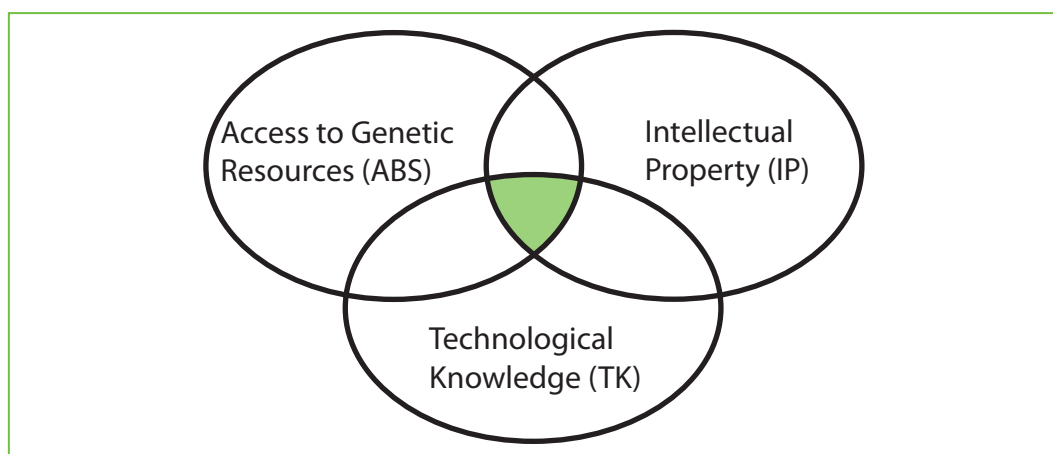 Access to Genetic
Resources (ABS)
Intellectual
Property (IP)
Technological
Knowledge (TK)